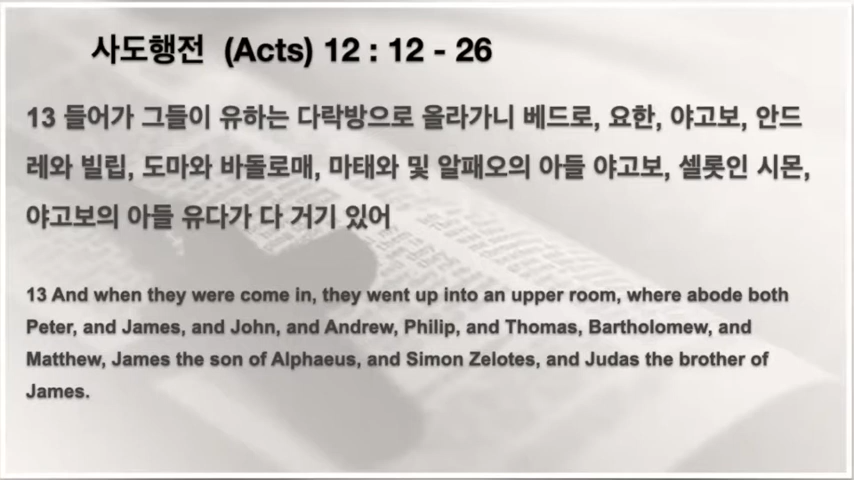 사도행전 (Acts) 12 : 12 - 26
13 들어가 그들이 유하는 다락방으로 올라가니 베드로, 요한, 야고보, 안드
레와 빌립, 도마와 바돌로매, 마태와 및 알패오의 아들 야고보, 셀롯인 시몬,
야고보의 아들 유다가 다 거기 있어
13 And when they were come in, they went up into an upper room, where abode both
Peter, and James, and John, and Andrew, Philip, and Thomas, Bartholomew, and
Matthew, James the son of Alphaeus, and Simon Zelotes, and Judas the brother of
James.